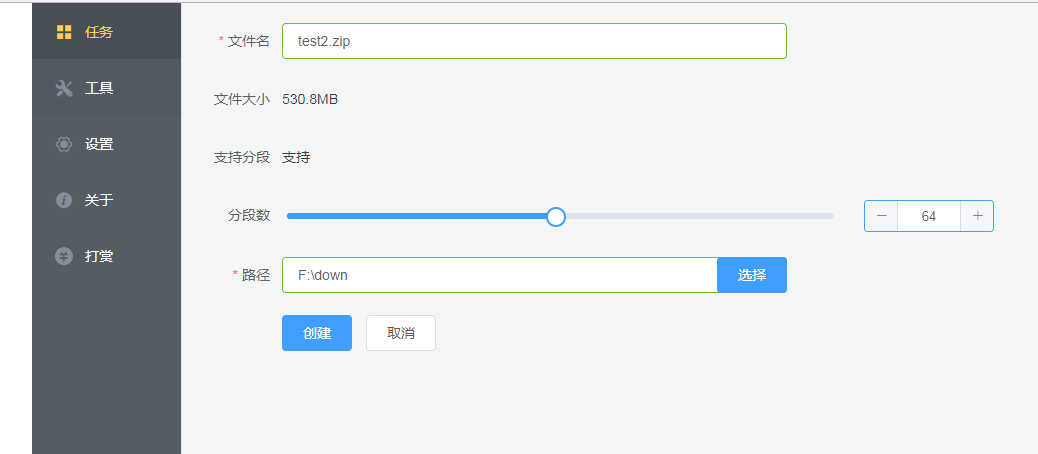 任务
工具
设置
关于
打赏
* 文件名 test2.zip
文件大小 530.8MB
支持分段 支持
分段数 − 64 +
* 路径 F:\down 选择
创建 取消